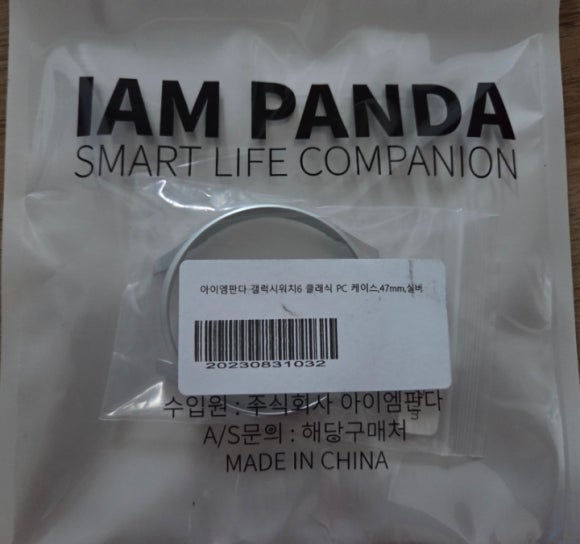 IAM PANDA
SMART LIFE COMPANION
아이엠판다 갤럭시워치6 클래식 PC 케이스,47mm,실버
20230831032
수입원 : 주식회사 아이엠판다
A/S문의 : 해당구매처
MADE IN CHINA